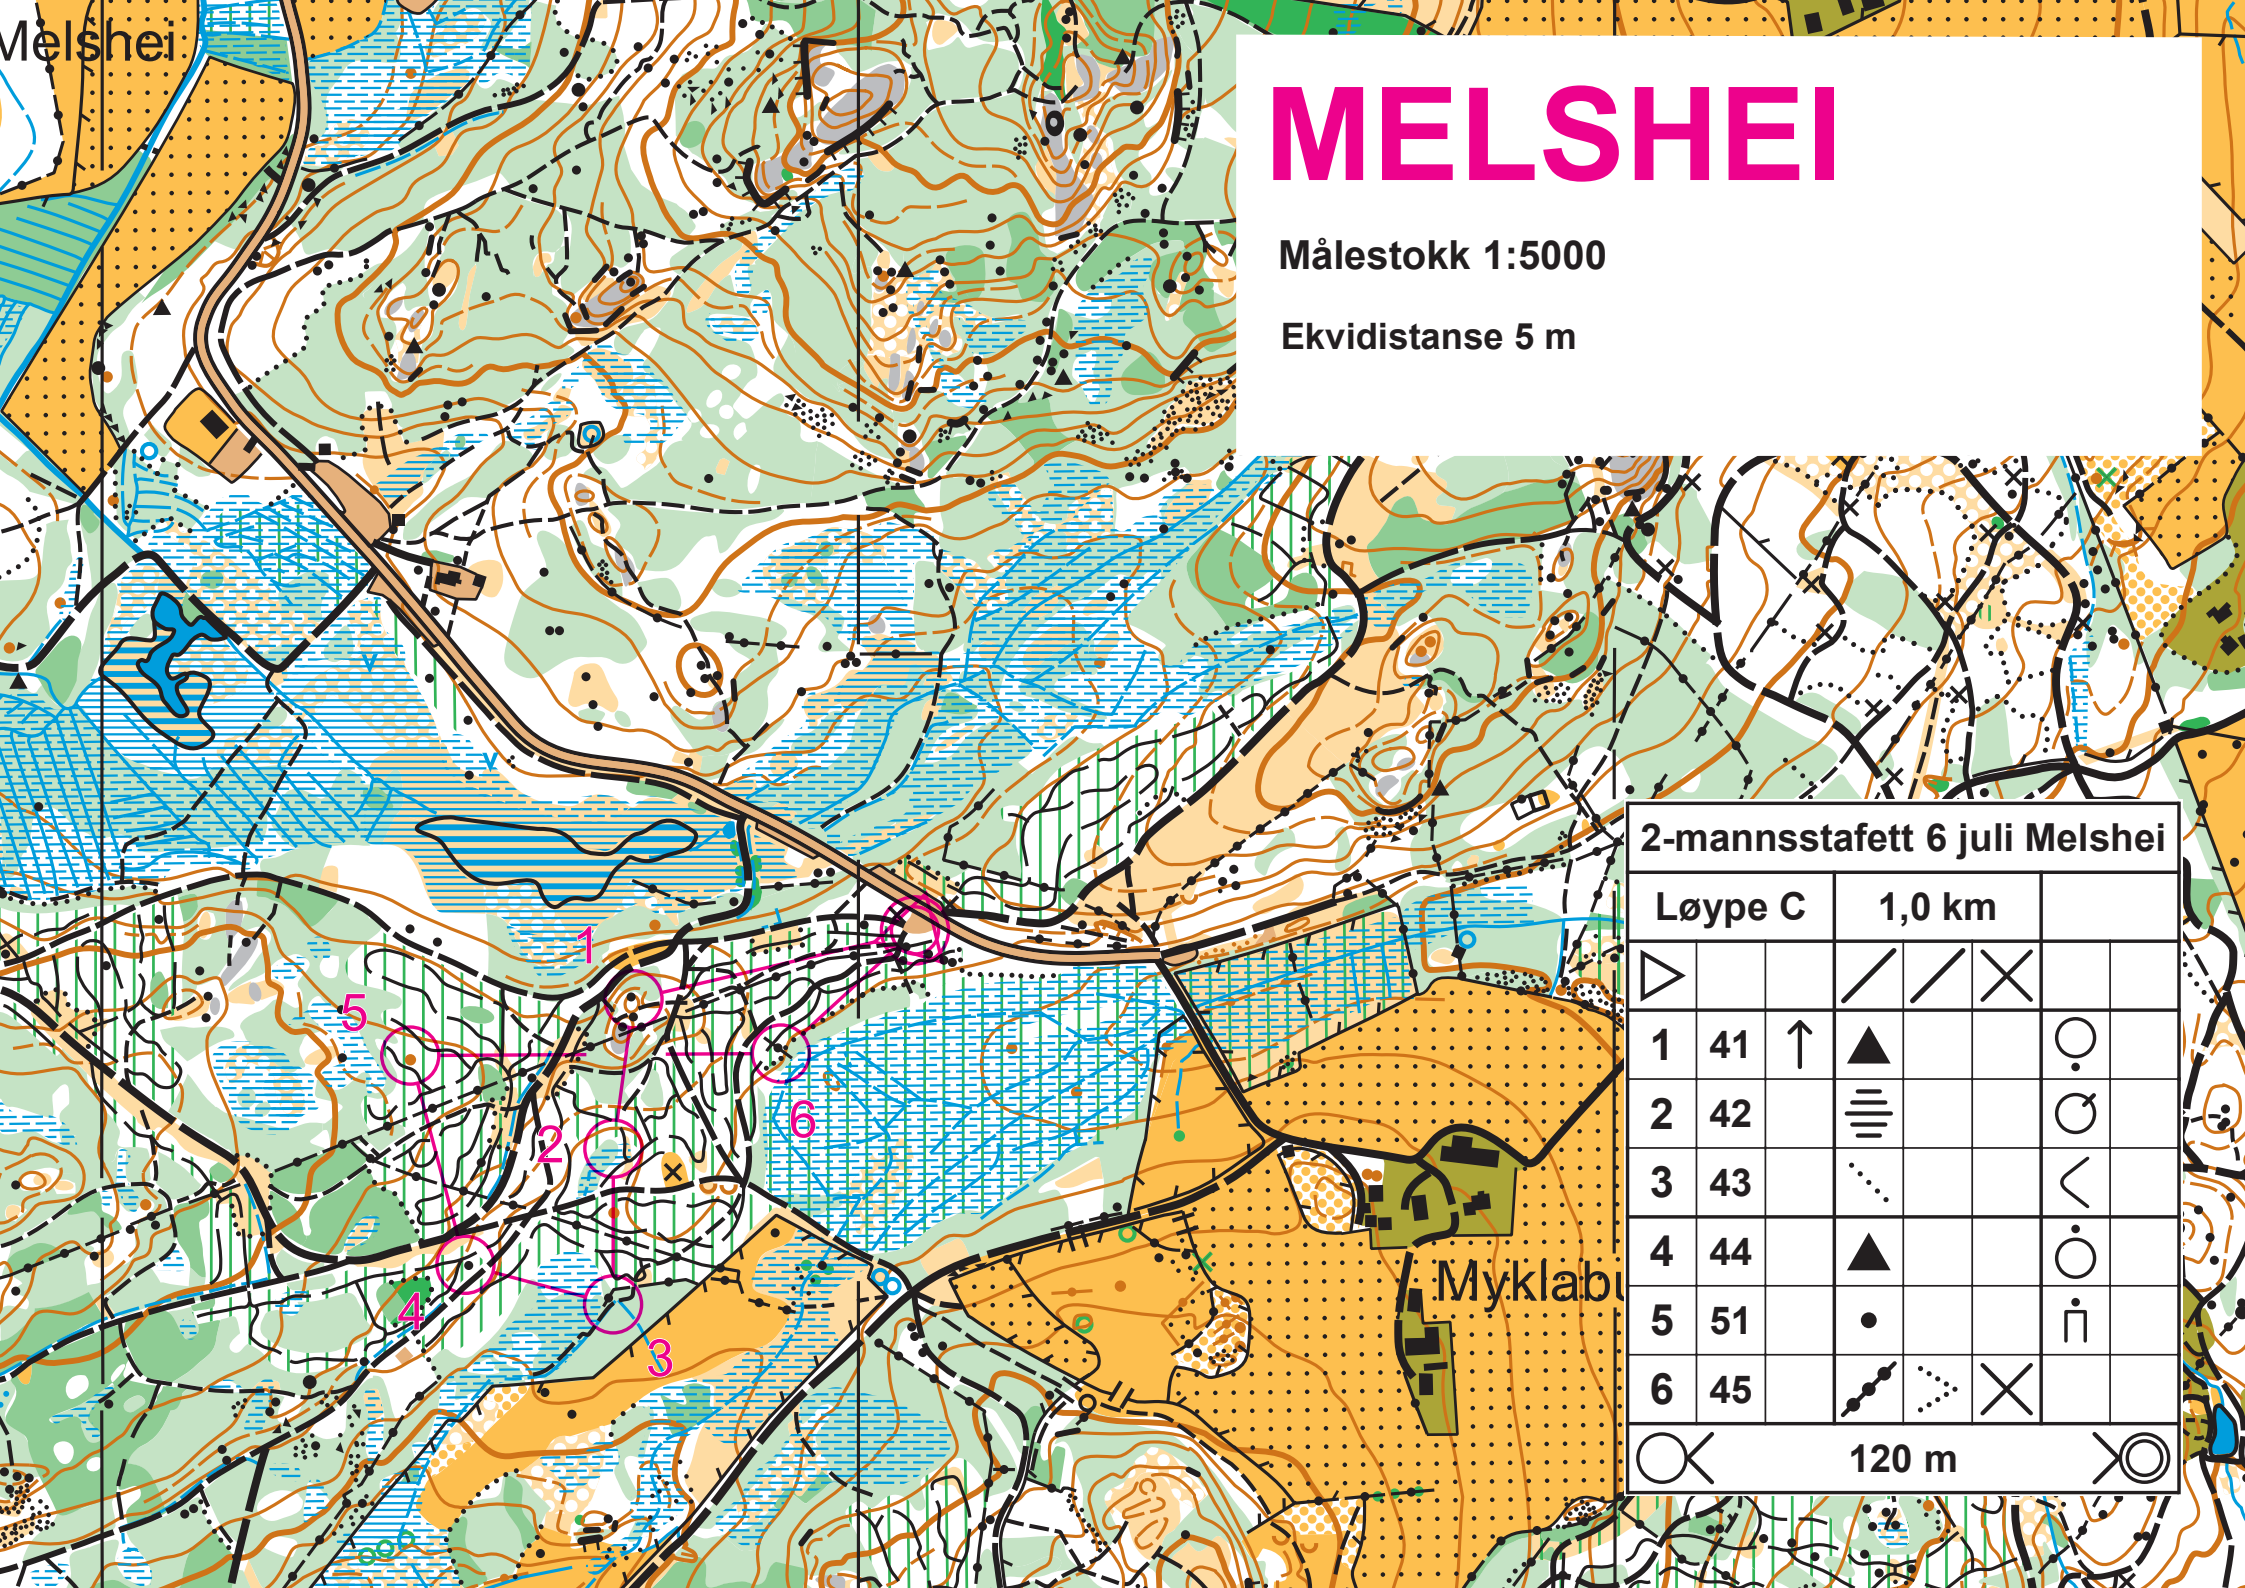 Melshei
MELSHEI
Målestokk 1:5000
Ekvidistanse 5 m
2-mannsstafett 6 juli Melshei
Løype C 1,0 km
1 41
2 42
3 43
4 44
5 51
6 45
120 m
1
5
6
2
4
3
Myklabu